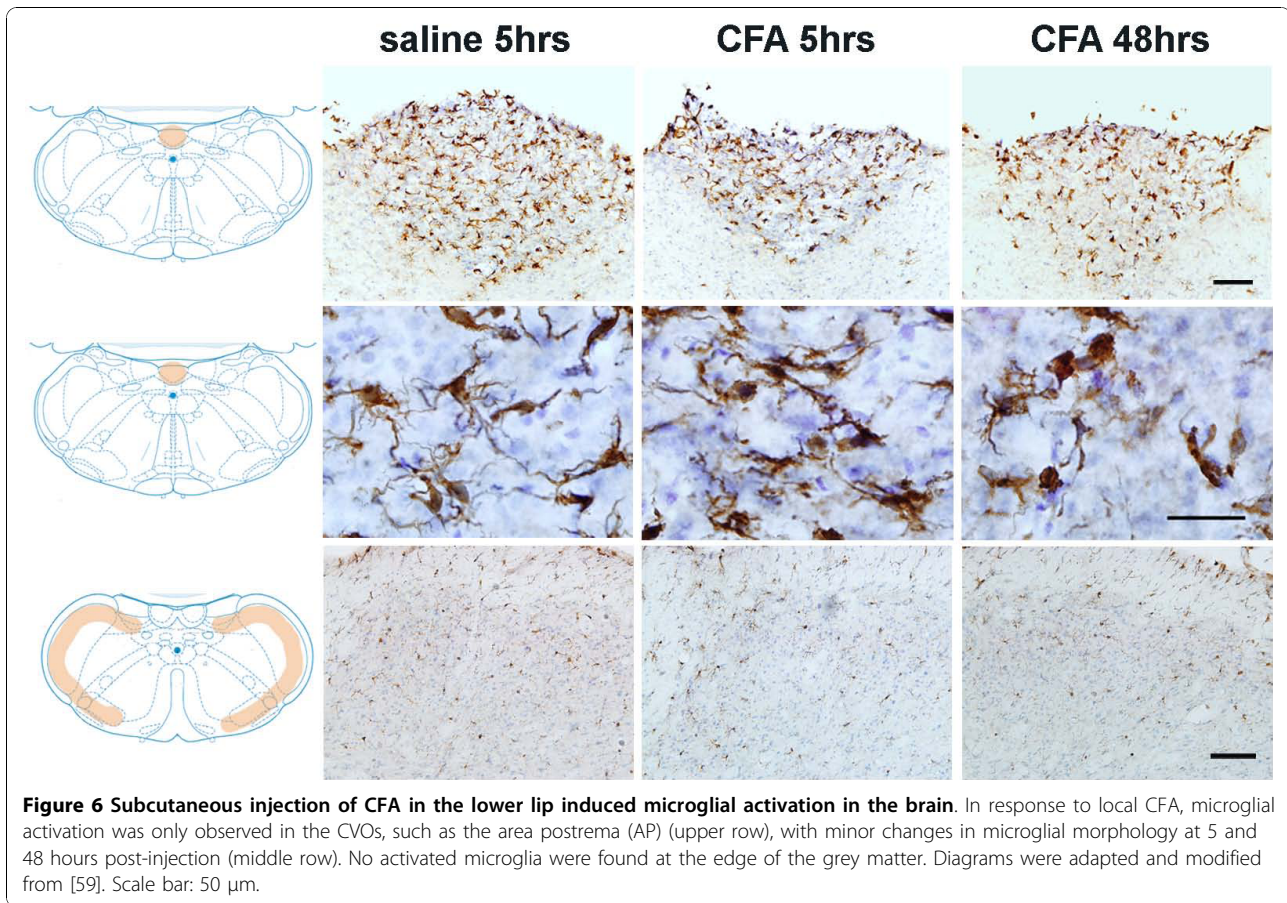 saline 5hrs CFA 5hrs CFA 48hrs
Figure 6 Subcutaneous injection of CFA in the lower lip induced microglial activation in the brain. In response to local CFA, microglial
activation was only observed in the CVOs, such as the area postrema (AP) (upper row), with minor changes in microglial morphology at 5 and
48 hours post-injection (middle row). No activated microglia were found at the edge of the grey matter. Diagrams were adapted and modified
from [59]. Scale bar: 50 μm.